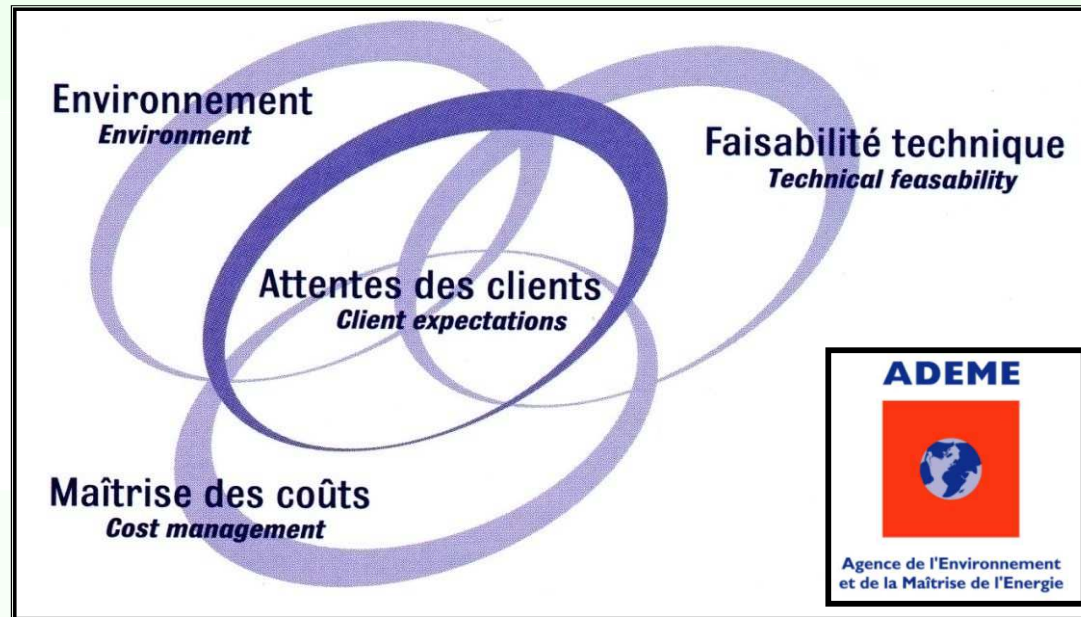 Environnement
Environment
Faisabilité technique
Technical feasability
Attentes des clients
Client expectations
Maîtrise des coûts
Cost management
ADEME
Agence de l'Environnement
et de la Maîtrise de l'Energie